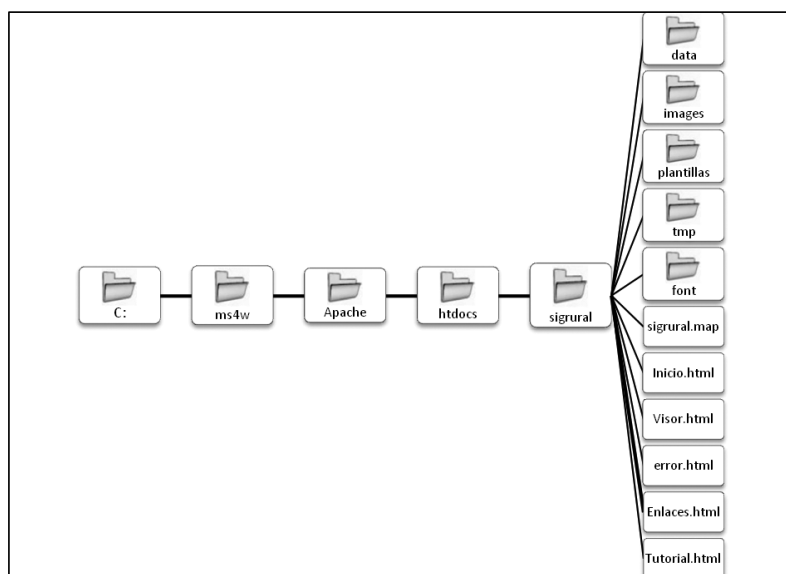 data
images
plantillas
tmp
font
C:
ms4w
Apache
htdocs
sigrural
sigrural.map
Inicio.html
Visor.html
error.html
Enlaces.html
Tutorial.html